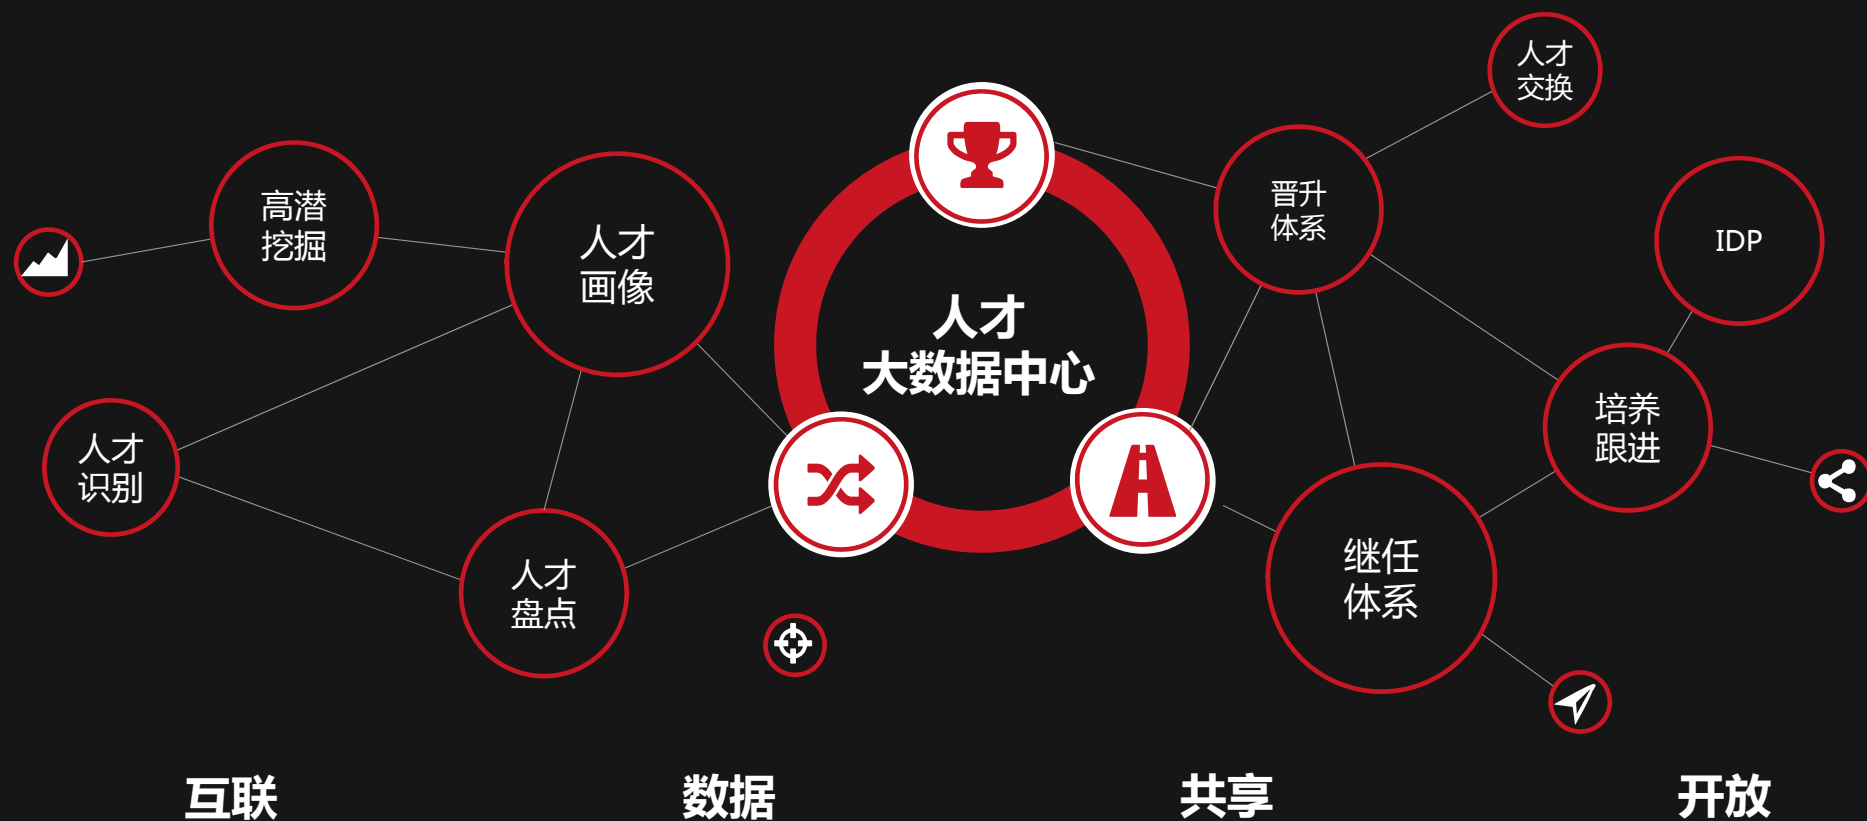 人才
交换
高潜
挖掘
人才
画像
晋升
体系
IDP
人才
大数据中心
人才
识别
培养
跟进
人才
盘点
继任
体系
互联
数据
共享
开放